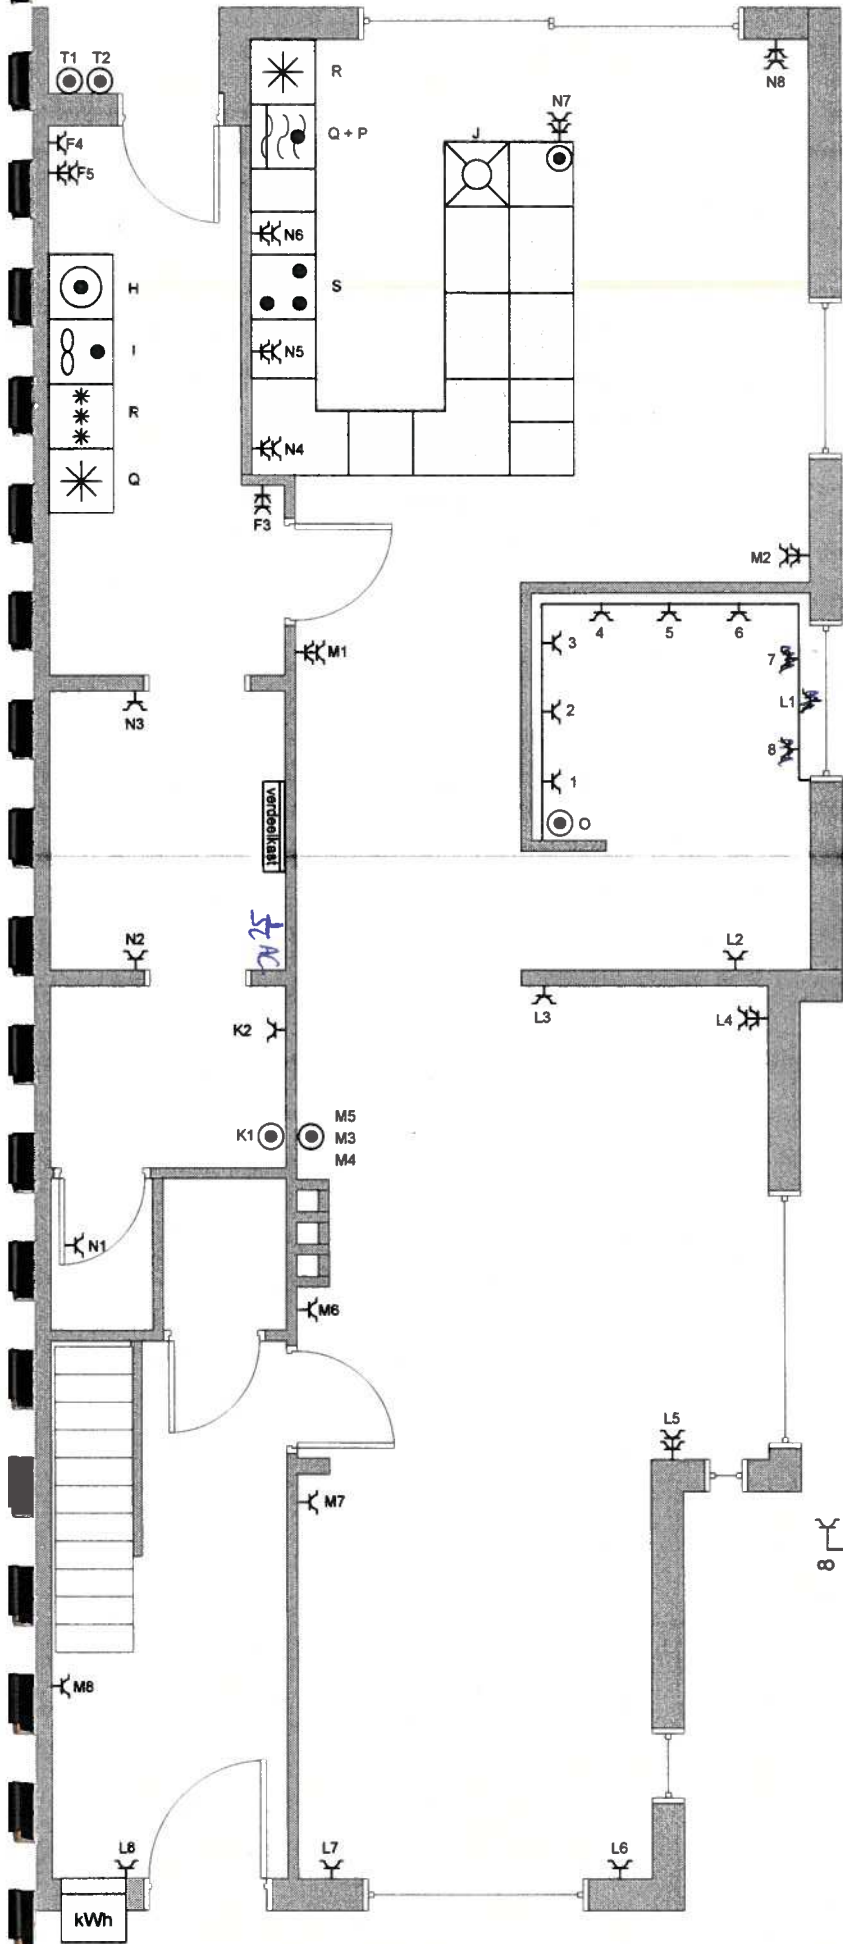 T1 T2
R
N8
N7
Q + P
J
F4
F5
N6
H
S
I
N5
R
N4
Q
F3
M2
4 5 6
3
M1
7
2
L1
N3
8
1
verdeelkast
O
N2
L2
L3
L4
K2
M5
K1
M3
M4
N1
M6
L5
M7
8
M8
L8
L7
L6
kWh